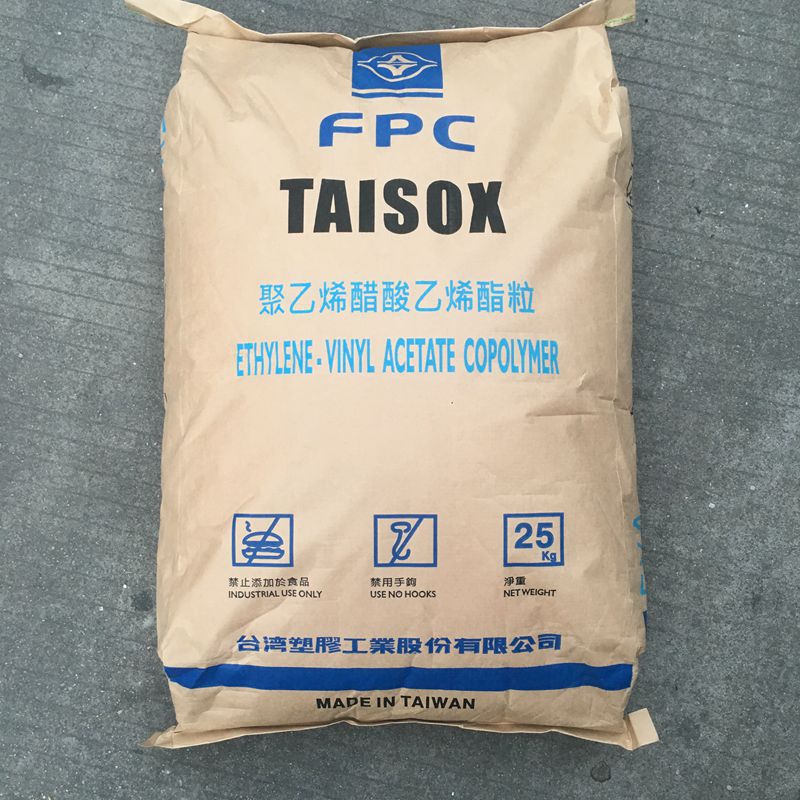 FPC
TAISOX
聚乙烯醋酸乙烯酯粒
ETHYLENE-VINYL ACETATE COPOLYMER
25
Kg
禁止添加於食品
INDUSTRIAL USE ONLY
禁用手鉤
USE NO HOOKS
淨重
NET WEIGHT
台湾塑膠工業股份有限公司
MADE IN TAIWAN